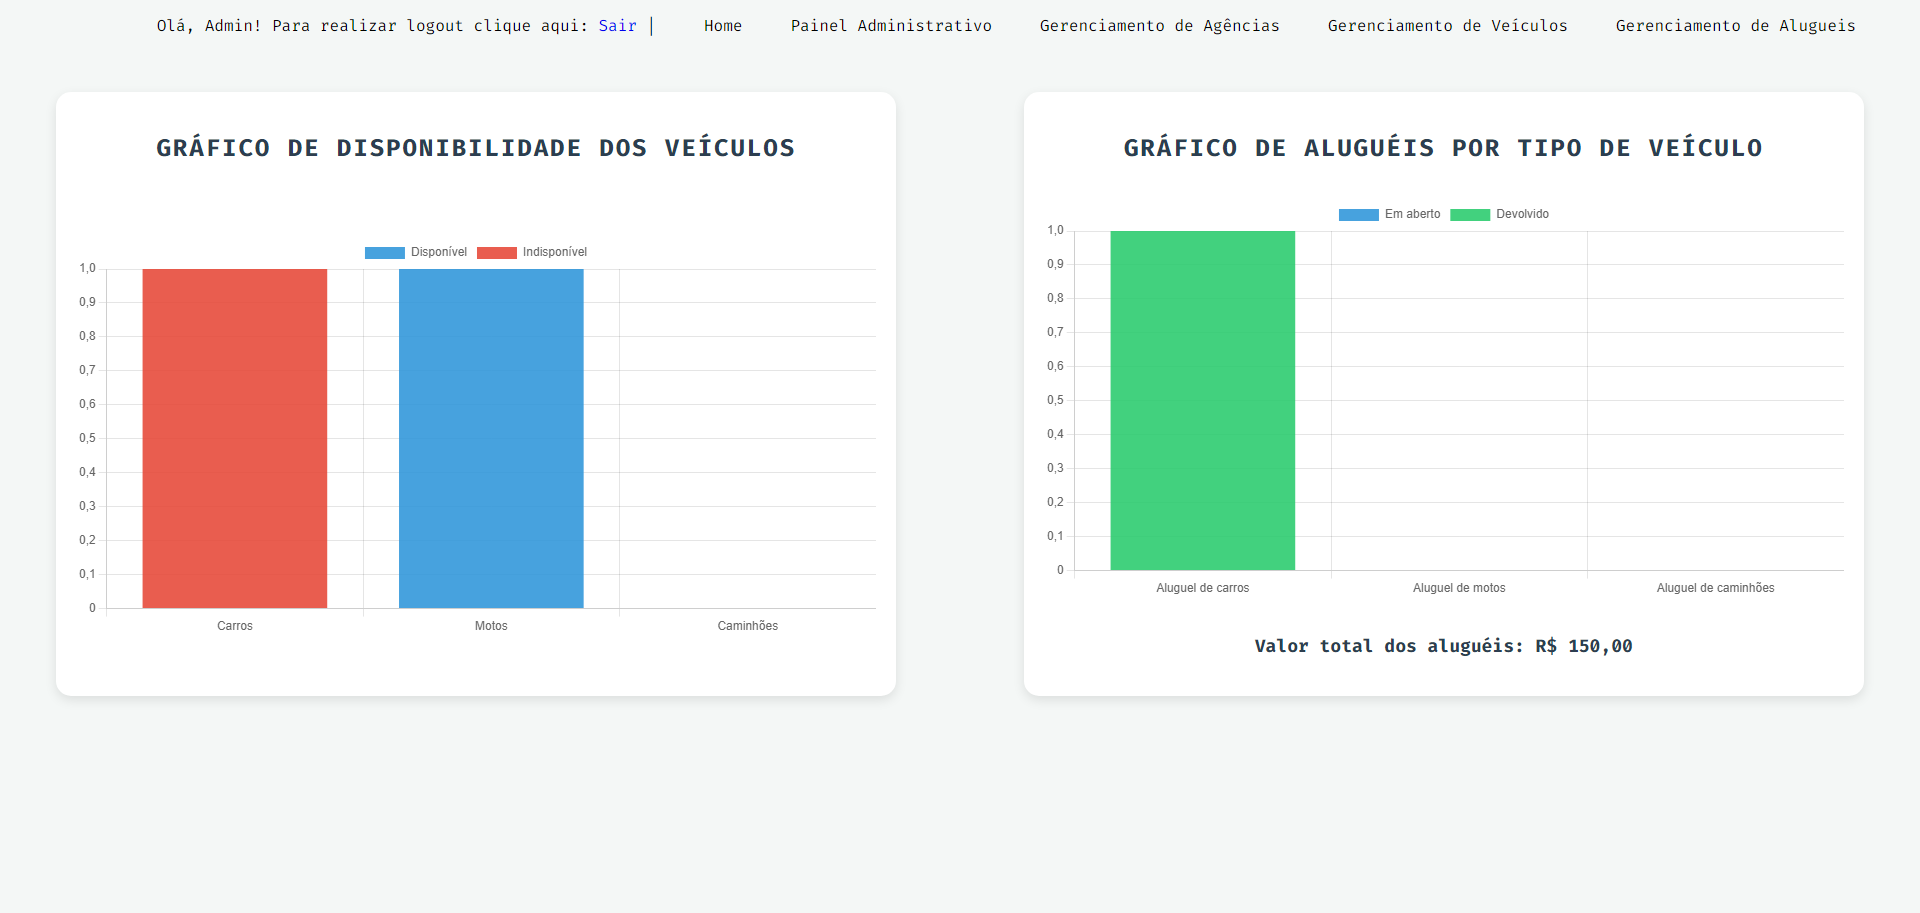 Olá, Admin! Para realizar logout clique aqui: Sair | Home Painel Administrativo Gerenciamento de Agências Gerenciamento de Veículos Gerenciamento de Alugueis
GRÁFICO DE DISPONIBILIDADE DOS VEÍCULOS
Disponível Indisponível
1,0
0,9
0,8
0,7
0,6
0,5
0,4
0,3
0,2
0,1
0
Carros Motos Caminhões
GRÁFICO DE ALUGUÉIS POR TIPO DE VEÍCULO
Em aberto Devolvido
1,0
0,9
0,8
0,7
0,6
0,5
0,4
0,3
0,2
0,1
0
Aluguel de carros Aluguel de motos Aluguel de caminhões
Valor total dos aluguéis: R$ 150,00